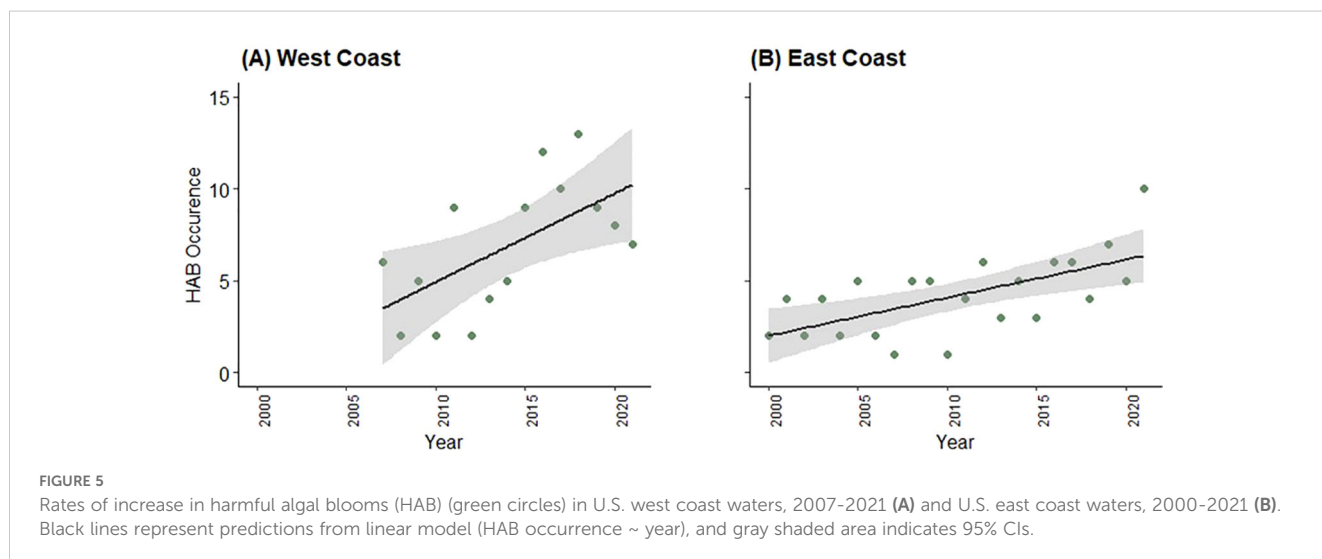 (A) West Coast
(B) East Coast
15
10
5
0
HAB Occurence
2000
2005
2010
2015
2020
2000
2005
2010
2015
2020
Year
Year
FIGURE 5
Rates of increase in harmful algal blooms (HAB) (green circles) in U.S. west coast waters, 2007-2021 (A) and U.S. east coast waters, 2000-2021 (B).
Black lines represent predictions from linear model (HAB occurrence ~ year), and gray shaded area indicates 95% CIs.